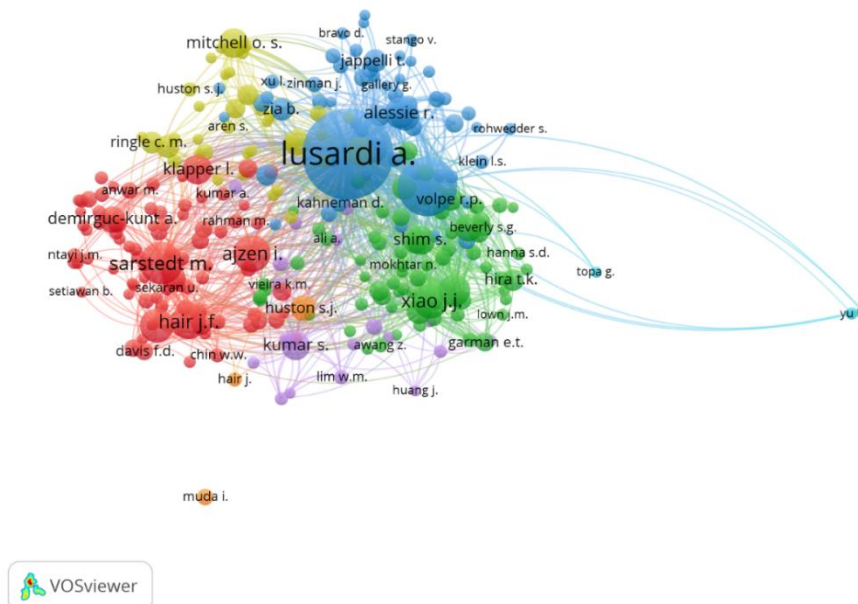 bravo d.
stango v.
mitchell o. s.
jappelli t.
huston s. j.
xu l.
zinman j.
gallery g.
zia b.
alessie r.
aren s.
rohwedder s.
ringle c. m.
lusardi a.
klapper l.
klein l.s.
anwar m.
kumar a.
kahneman d.
volpe r.p.
demirguc-kunt a.
rahman m.
beverly s.g.
ali a.
shim s.
ntayi j.m.
ajzen i.
hanna s.d.
sarstedt m.
mokhtar n.
topa g.
setiawan b.
sekaran u.
vieira k.m.
hira t.k.
huston s.j.
xiao j.j.
lown j.m.
yu
hair j.f.
davis f.d.
chin w.w.
kumar s.
awang z.
garman e.t.
hair j.
lim w.m.
huang j.
muda i.
VOSviewer